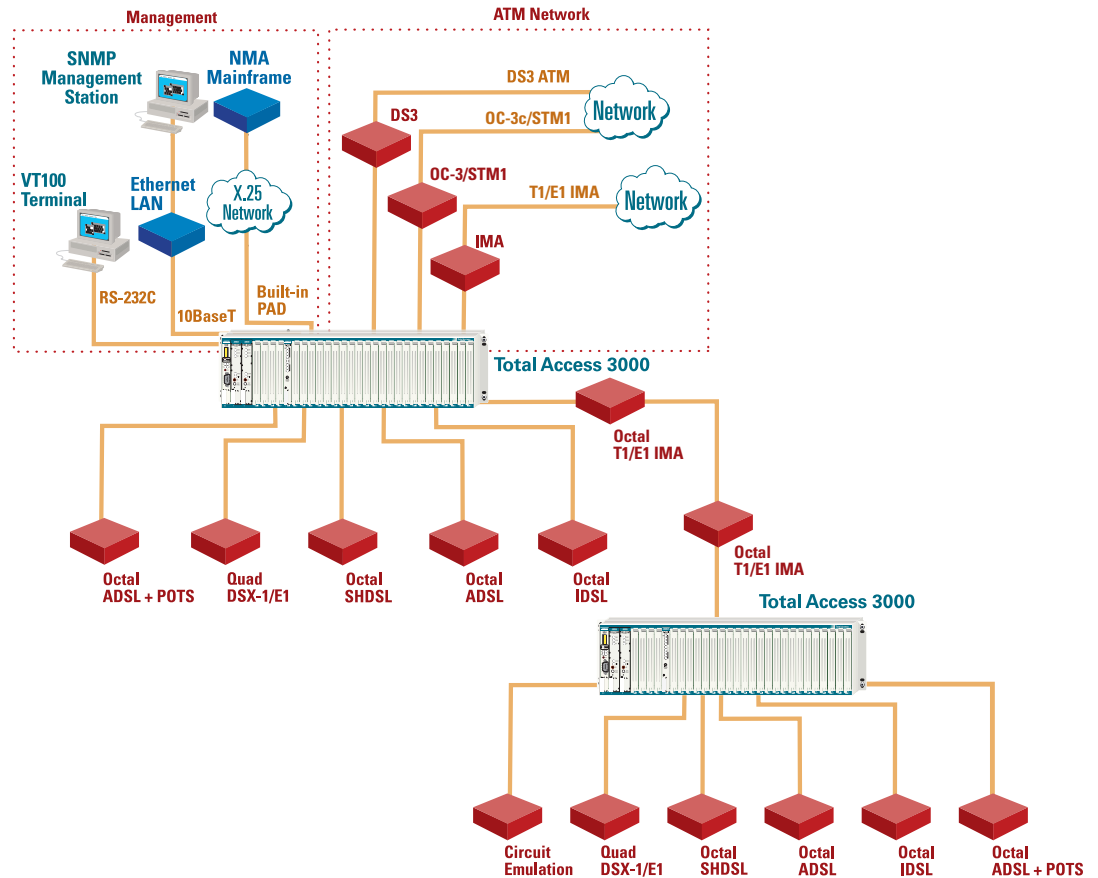 Management
ATM Network
SNMP
Management
Station
NMA
Mainframe
DS3 ATM
Network
DS3
OC-3c/STM1
VT100
Terminal
Ethernet
LAN
X.25
Network
OC-3/STM1
T1/E1 IMA
Network
IMA
RS-232C
10BaseT
Built-in
PAD
Total Access 3000
Octal
T1/E1 IMA
Octal
T1/E1 IMA
Octal
ADSL + POTS
Quad
DSX-1/E1
Octal
SHDSL
Octal
ADSL
Octal
IDSL
Total Access 3000
Circuit
Emulation
Quad
DSX-1/E1
Octal
SHDSL
Octal
ADSL
Octal
IDSL
Octal
ADSL + POTS